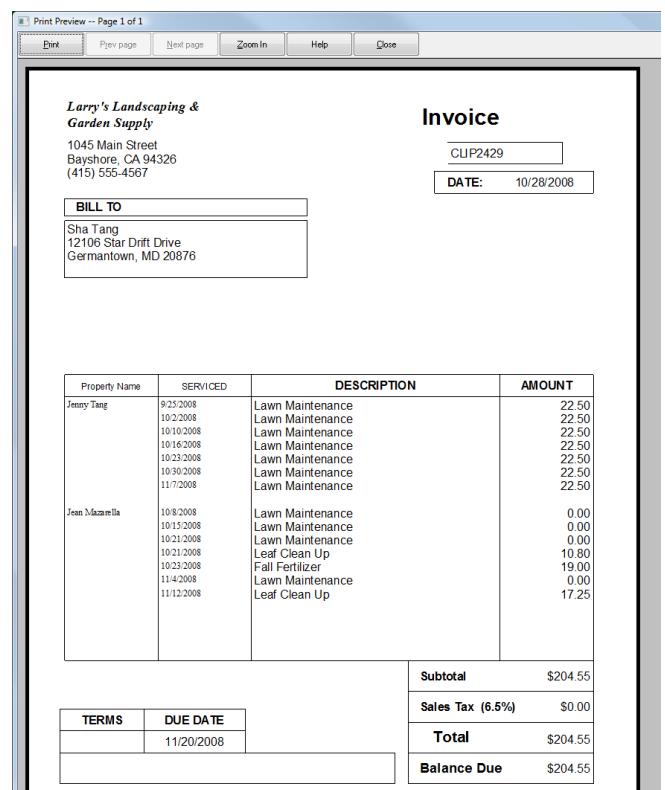 Print Preview -- Page 1 of 1
Print Prev page Next page Zoom In Help Close
Larry's Landscaping &
Garden Supply
1045 Main Street
Bayshore, CA 94326
(415) 555-4567
Invoice
CLIP2429
DATE: 10/28/2008
BILL TO
Sha Tang
12106 Star Drift Drive
Germantown, MD 20876
Property Name SERVICED DESCRIPTION AMOUNT
Jenny Tang 9/25/2008 Lawn Maintenance 22.50
10/2/2008 Lawn Maintenance 22.50
10/10/2008 Lawn Maintenance 22.50
10/16/2008 Lawn Maintenance 22.50
10/23/2008 Lawn Maintenance 22.50
10/30/2008 Lawn Maintenance 22.50
11/7/2008 Lawn Maintenance 22.50
Jean Mazarella 10/8/2008 Lawn Maintenance 0.00
10/15/2008 Lawn Maintenance 0.00
10/21/2008 Lawn Maintenance 0.00
10/21/2008 Leaf Clean Up 10.80
10/23/2008 Fall Fertilizer 19.00
11/4/2008 Lawn Maintenance 0.00
11/12/2008 Leaf Clean Up 17.25
Subtotal $204.55
Sales Tax (6.5%) $0.00
Total $204.55
Balance Due $204.55
TERMS DUE DATE
11/20/2008